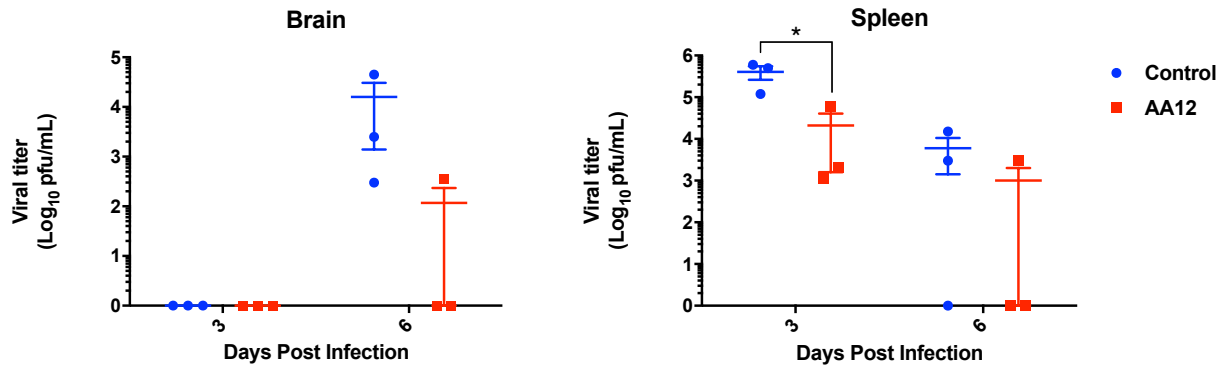 Brain
5
4
3
2
1
0
Viral titer
(Log10 pfu/mL)
3
6
Days Post Infection
Spleen
*
6
5
4
3
2
1
0
Viral titer
(Log10 pfu/mL)
3
6
Days Post Infection
Control
AA12